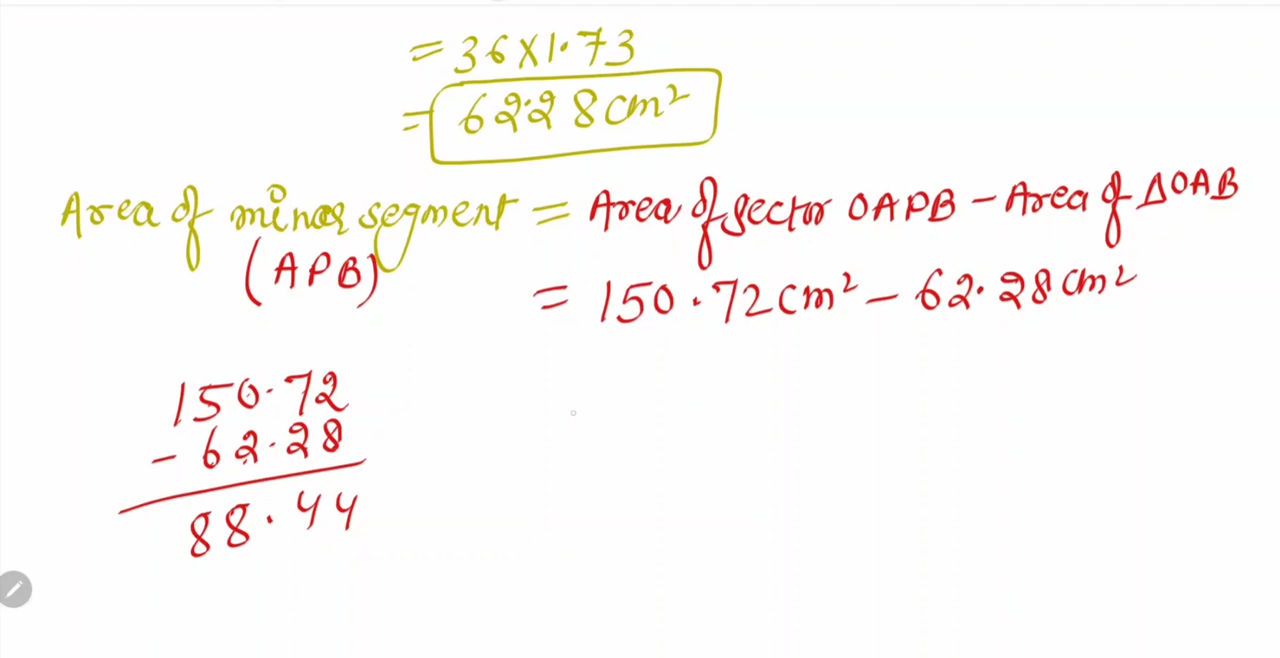 = 36 X 1.73
= 62.28 cm²
Area of minor segment = Area of sector OAPB - Area of ΔOAB
(APB)
= 150.72 cm² - 62.28 cm²
150.72
- 62.28
88.44